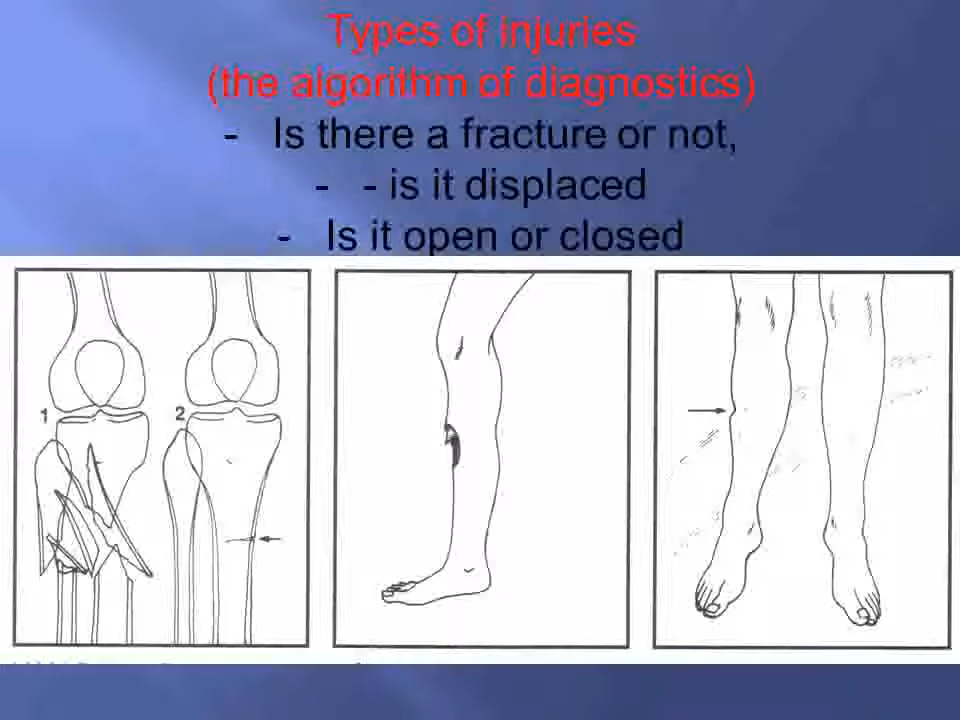 Types of injuries
(the algorithm of diagnostics)
- Is there a fracture or not,
- - is it displaced
- Is it open or closed
1 2